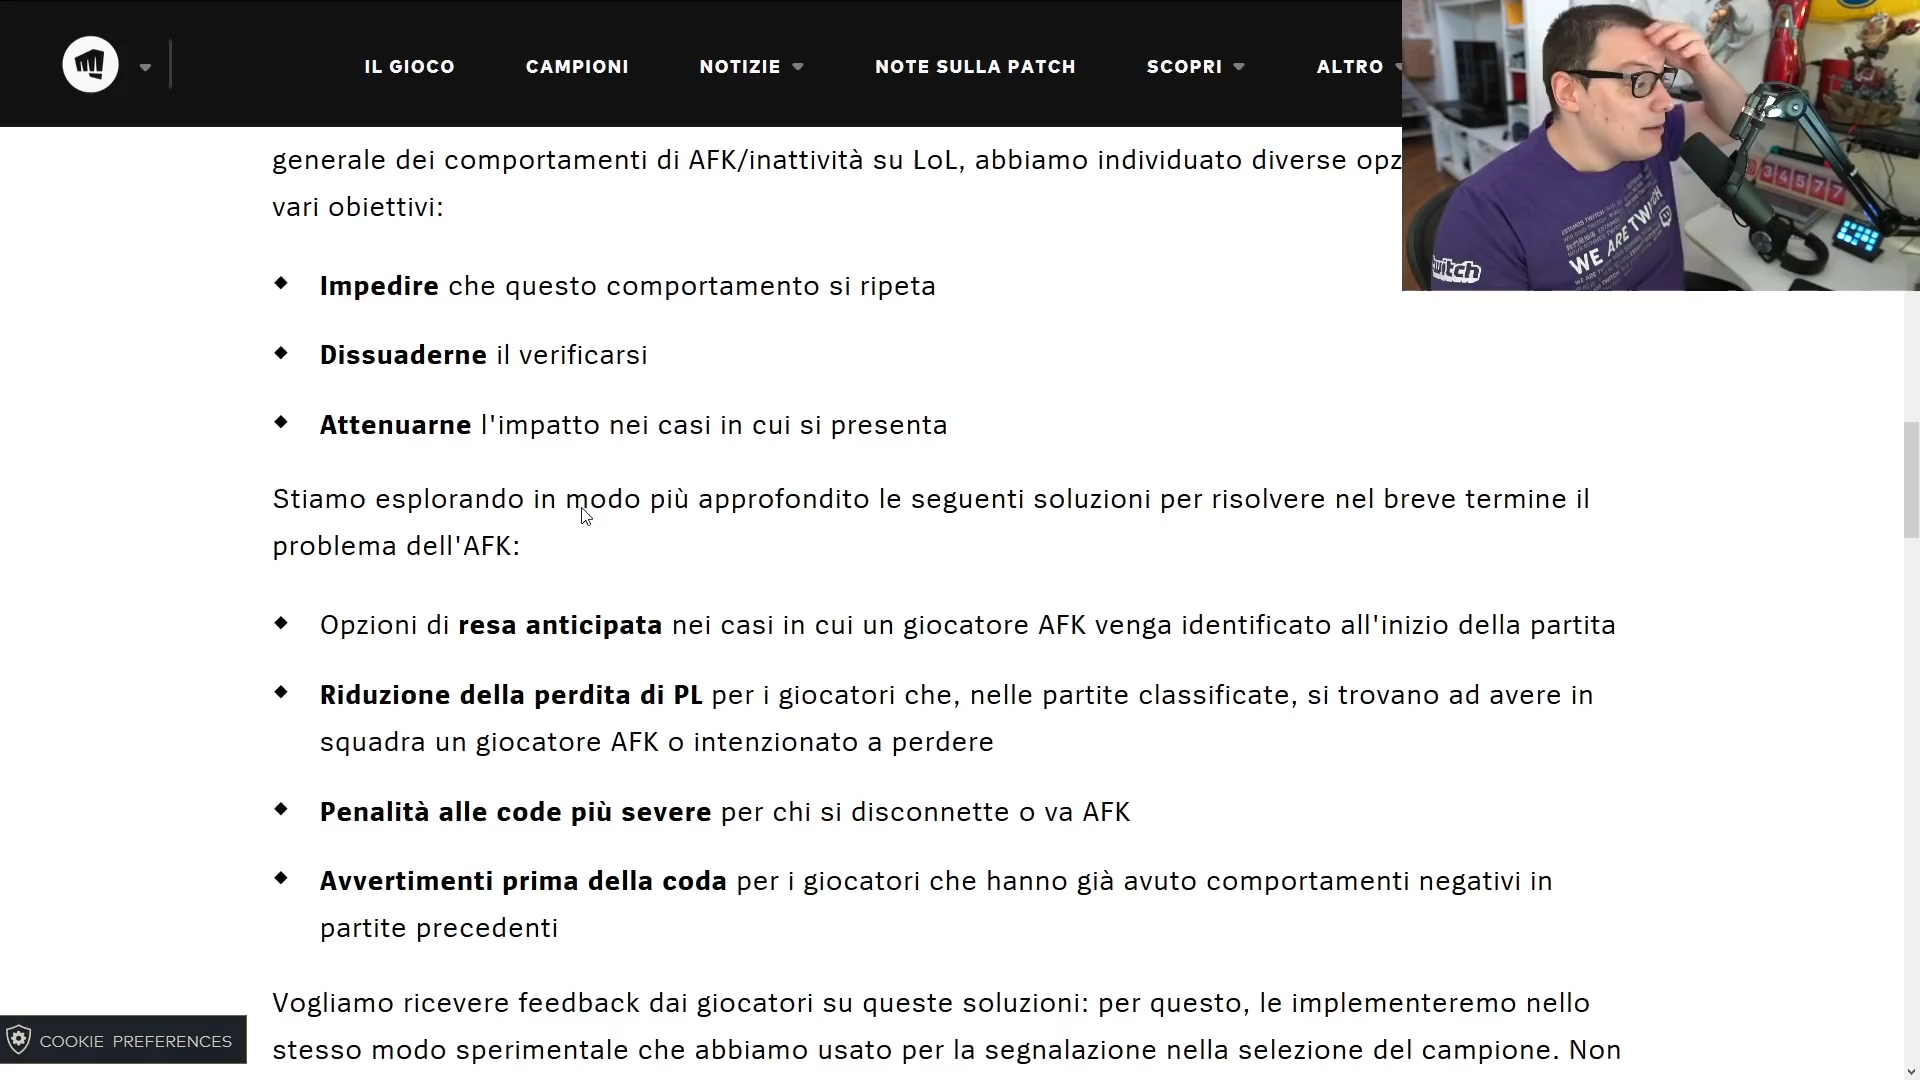 IL GIOCO CAMPIONI NOTIZIE NOTE SULLA PATCH SCOPRI ALTRO
generale dei comportamenti di AFK/inattività su LoL, abbiamo individuato diverse opz
vari obiettivi:
Impedire che questo comportamento si ripeta
Dissuaderne il verificarsi
Attenuarne l'impatto nei casi in cui si presenta
Stiamo esplorando in modo più approfondito le seguenti soluzioni per risolvere nel breve termine il
problema dell'AFK:
Opzioni di resa anticipata nei casi in cui un giocatore AFK venga identificato all'inizio della partita
Riduzione della perdita di PL per i giocatori che, nelle partite classificate, si trovano ad avere in
squadra un giocatore AFK o intenzionato a perdere
Penalità alle code più severe per chi si disconnette o va AFK
Avvertimenti prima della coda per i giocatori che hanno già avuto comportamenti negativi in
partite precedenti
Vogliamo ricevere feedback dai giocatori su queste soluzioni: per questo, le implementeremo nello
stesso modo sperimentale che abbiamo usato per la segnalazione nella selezione del campione. Non
COOKIE PREFERENCES
WE ARE TWITCH
twitch
34577